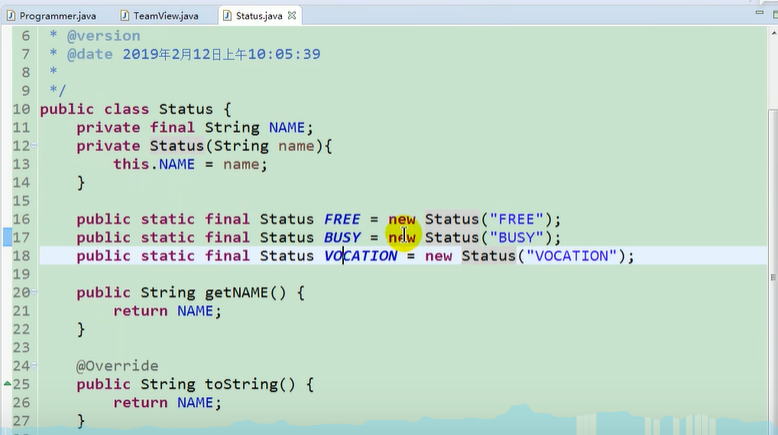 Programmer.java TeamView.java Status.java
6 * @version
7 * @date 2019年2月12日上午10:05:39
8 *
9 */
10 public class Status {
11 private final String NAME;
12 private Status(String name){
13 this.NAME = name;
14 }
15
16 public static final Status FREE = new Status("FREE");
17 public static final Status BUSY = new Status("BUSY");
18 public static final Status VOCATION = new Status("VOCATION");
19
20 public String getNAME() {
21 return NAME;
22 }
23
24 @Override
25 public String toString() {
26 return NAME;
27 }